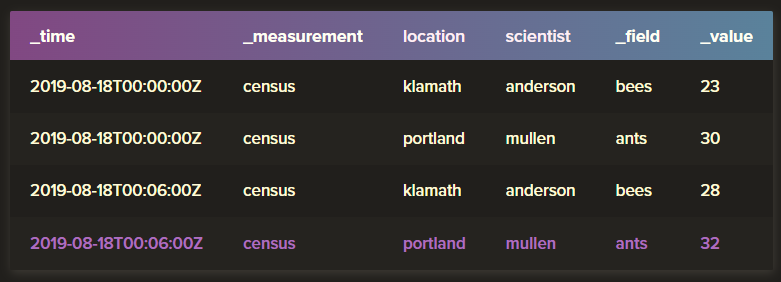 _time _measurement location scientist _field _value
2019-08-18T00:00:00Z census klamath anderson bees 23
2019-08-18T00:00:00Z census portland mullen ants 30
2019-08-18T00:06:00Z census klamath anderson bees 28
2019-08-18T00:06:00Z census portland mullen ants 32